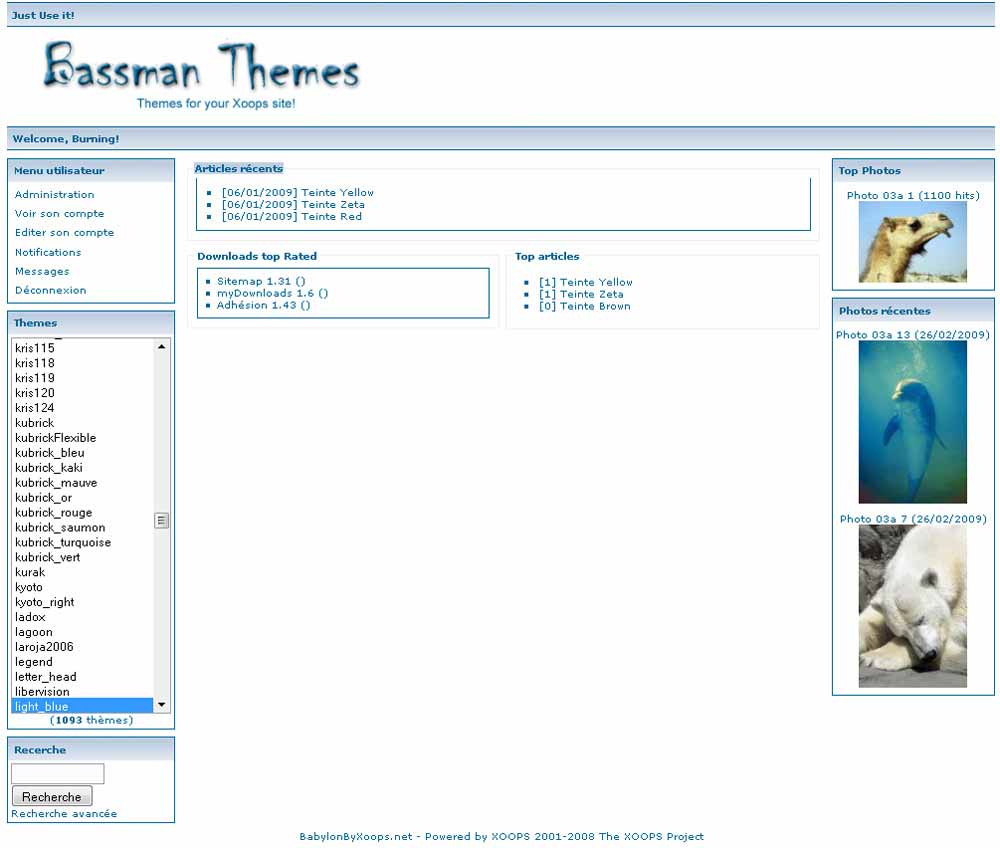 Just Use it!
Bassman Themes
Themes for your Xoops site!
Welcome, Burning!
Menu utilisateur
Administration
Voir son compte
Editer son compte
Notifications
Messages
Déconnexion
Themes
kris115
kris118
kris119
kris120
kris124
kubrick
kubrickFlexible
kubrick_bleu
kubrick_kaki
kubrick_mauve
kubrick_or
kubrick_rouge
kubrick_saumon
kubrick_turquoise
kubrick_vert
kurak
kyoto
kyoto_right
ladox
lagoon
laroja2006
legend
letter_head
libervision
light_blue
(1093 thèmes)
Recerche
Recherche
Recherche avancée
Articles récents
[06/01/2009] Teinte Yellow
[06/01/2009] Teinte Zeta
[06/01/2009] Teinte Red
Downloads top Rated
Sitemap 1.31 ()
myDownloads 1.6 ()
Adhésion 1.43 ()
Top articles
[1] Teinte Yellow
[1] Teinte Zeta
[0] Teinte Brown
Top Photos
Photo 03a 1 (1100 hits)
Photos récentes
Photo 03a 13 (26/02/2009)
Photo 03a 7 (26/02/2009)
BabylonByXoops.net - Powered by XOOPS 2001-2008 The XOOPS Project